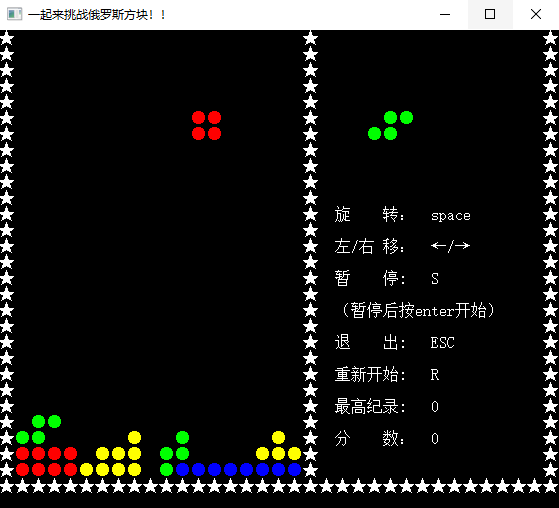 一起来挑战俄罗斯方块！！
旋　　转： space
左/右 移： ←/→
暂　　停： S
（暂停后按enter开始）
退　　出： ESC
重新开始： R
最高纪录： 0
分　　数： 0